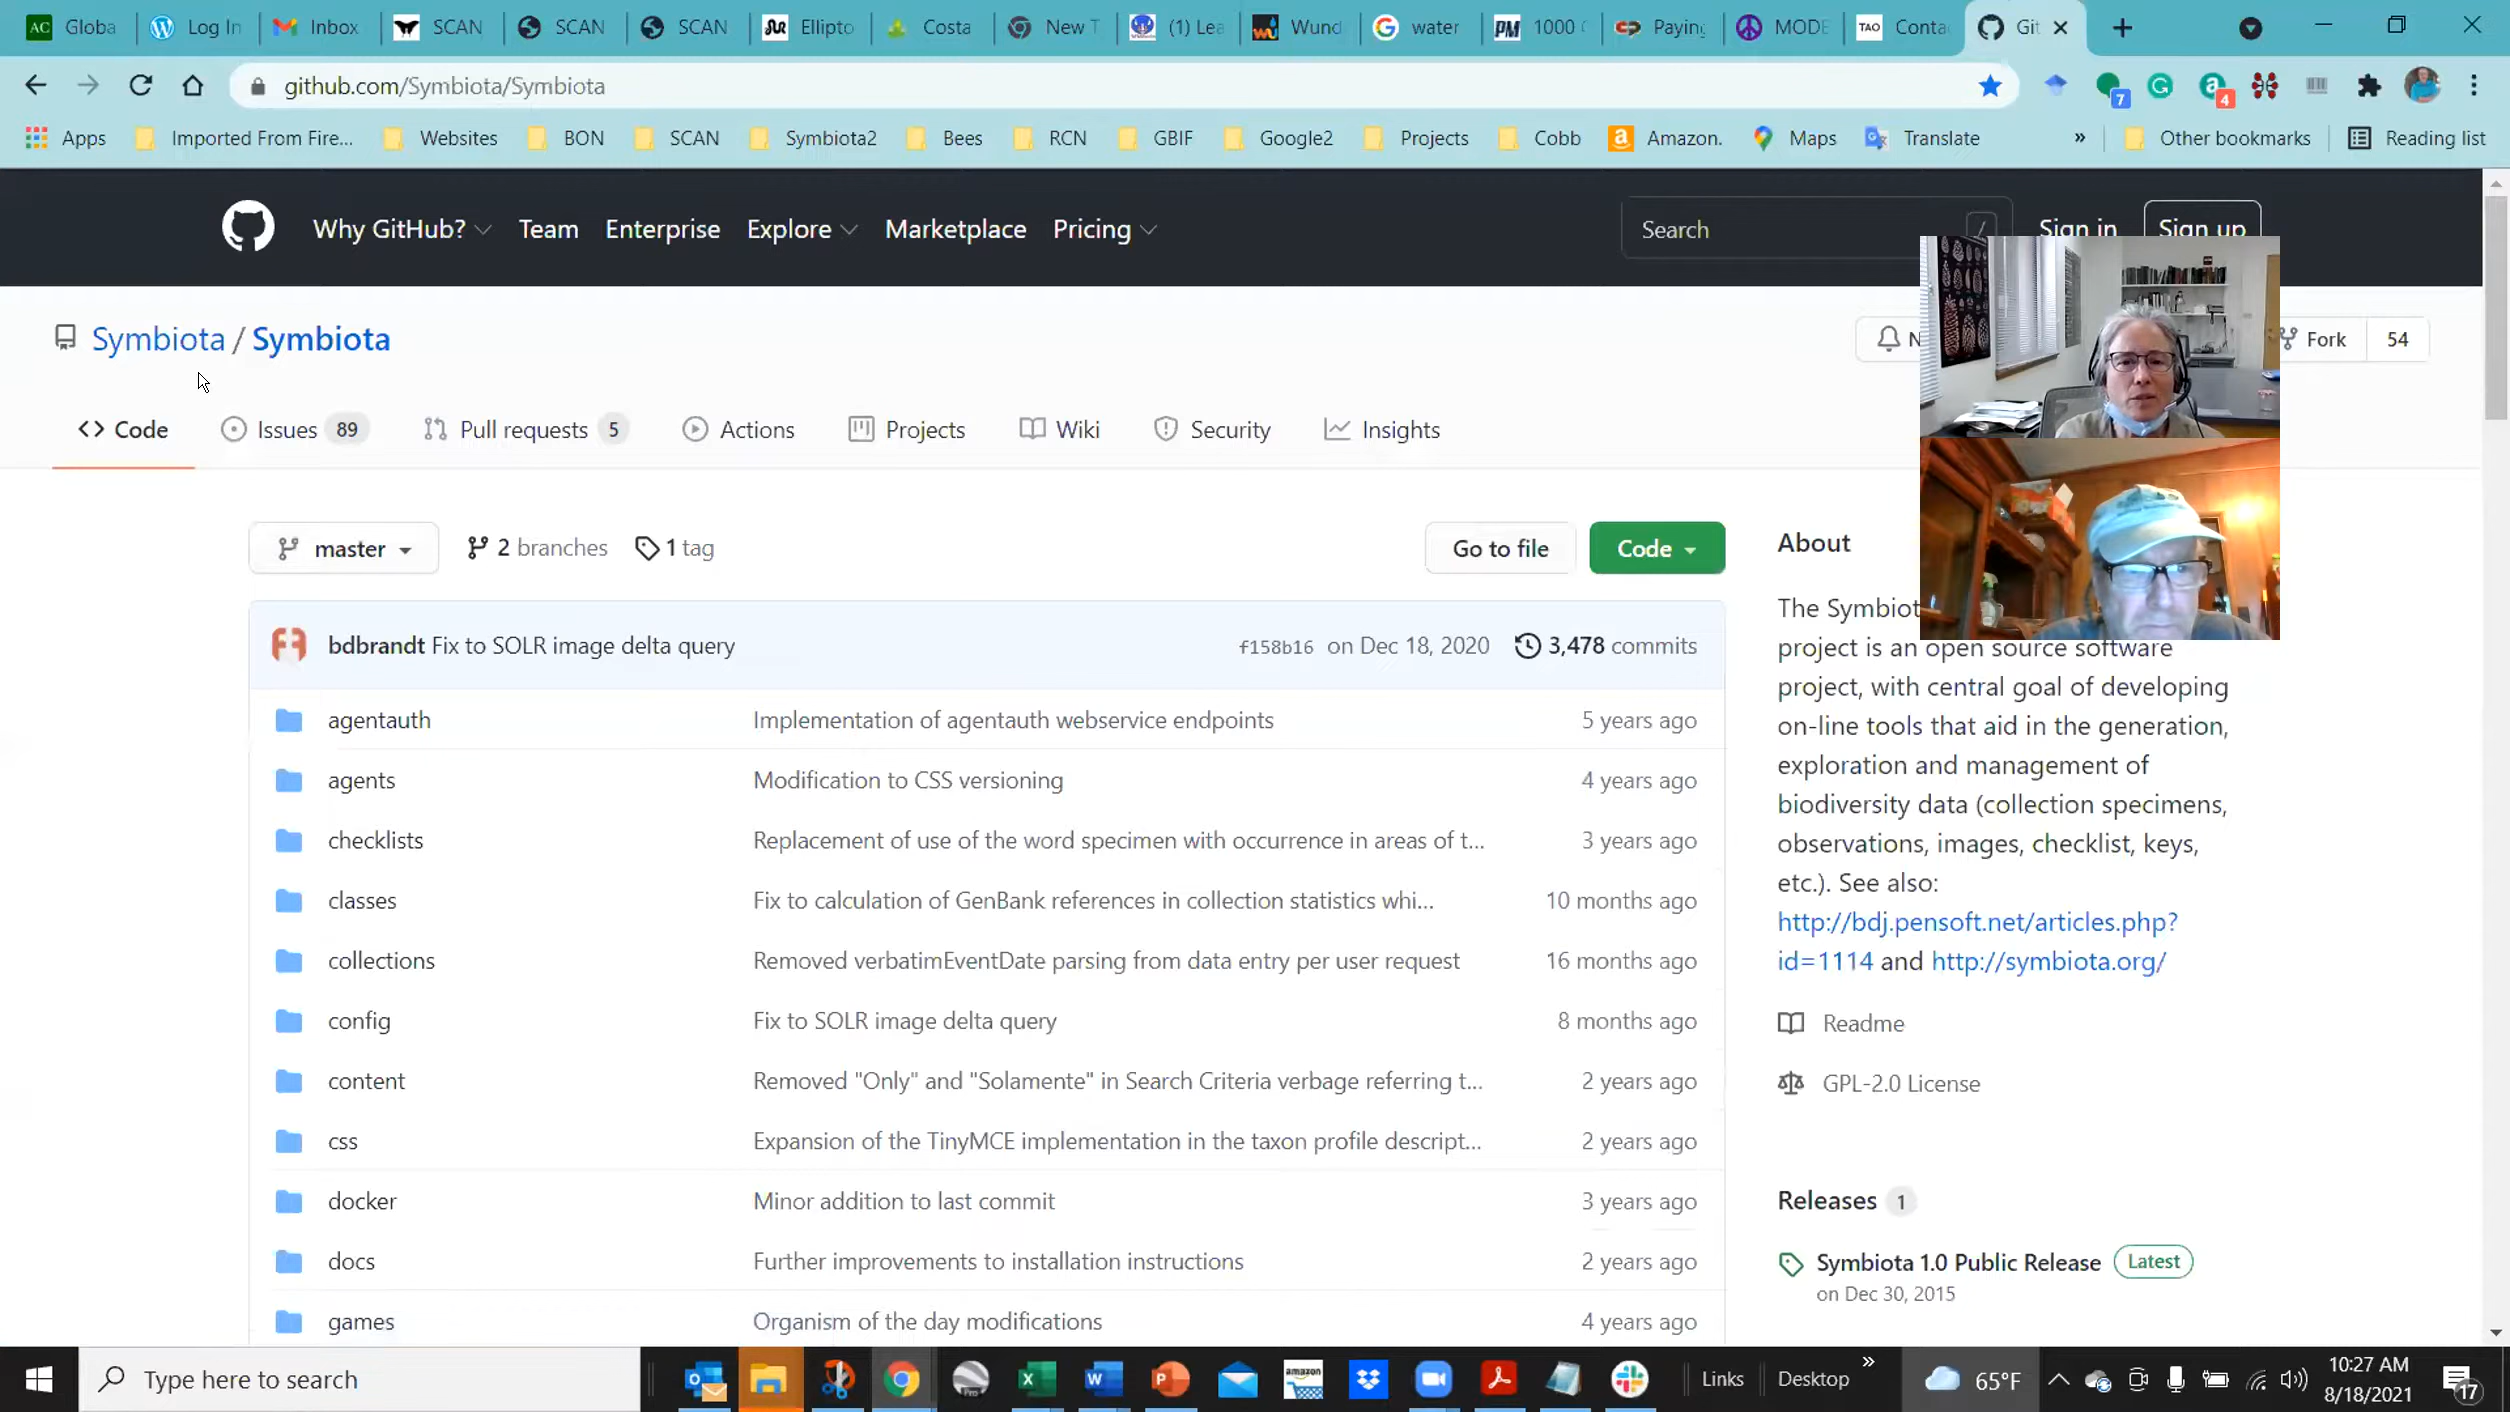 Globa Log In Inbox SCAN SCAN SCAN Ellipto Costa New T (1) Lea Wund water PM 1000 Paying MODE TAO Conta Git
github.com/Symbiota/Symbiota 7 4
Apps Imported From Fire... Websites BON SCAN Symbiota2 Bees RCN GBIF Google2 Projects Cobb Amazon. Maps Translate » Other bookmarks Reading list
Why GitHub? Team Enterprise Explore Marketplace Pricing Search / Sign in Sign up
Symbiota / Symbiota Fork 54
<> Code Issues 89 Pull requests 5 Actions Projects Wiki Security Insights
master 2 branches 1 tag Go to file Code
bdbrandt Fix to SOLR image delta query f158b16 on Dec 18, 2020 3,478 commits
agentauth Implementation of agentauth webservice endpoints 5 years ago
agents Modification to CSS versioning 4 years ago
checklists Replacement of use of the word specimen with occurrence in areas of t... 3 years ago
classes Fix to calculation of GenBank references in collection statistics whi... 10 months ago
collections Removed verbatimEventDate parsing from data entry per user request 16 months ago
config Fix to SOLR image delta query 8 months ago
content Removed "Only" and "Solamente" in Search Criteria verbage referring t... 2 years ago
css Expansion of the TinyMCE implementation in the taxon profile descript... 2 years ago
docker Minor addition to last commit 3 years ago
docs Further improvements to installation instructions 2 years ago
games Organism of the day modifications 4 years ago
About
The Symbiot
project is an open source software
project, with central goal of developing
on-line tools that aid in the generation,
exploration and management of
biodiversity data (collection specimens,
observations, images, checklist, keys,
etc.). See also:
http://bdj.pensoft.net/articles.php?
id=1114 and http://symbiota.org/
Readme
GPL-2.0 License
Releases 1
Symbiota 1.0 Public Release Latest
on Dec 30, 2015
Type here to search Links Desktop » 65°F 10:27 AM
8/18/2021 17